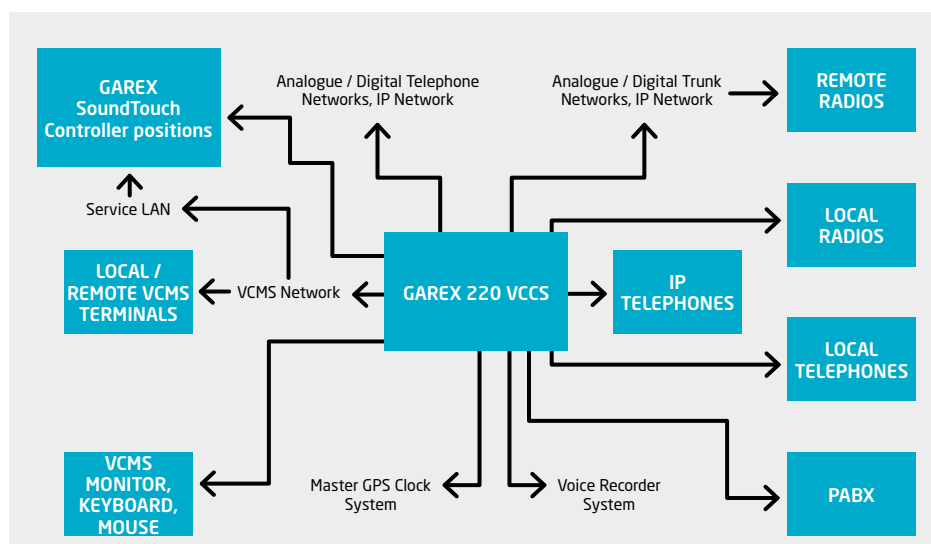 GAREX
SoundTouch
Controller positions
Analogue / Digital Telephone
Networks, IP Network
Analogue / Digital Trunk
Networks, IP Network
REMOTE
RADIOS
Service LAN
LOCAL
RADIOS
LOCAL /
REMOTE VCMS
TERMINALS
VCMS Network
GAREX 220 VCCS
IP
TELEPHONES
LOCAL
TELEPHONES
VCMS
MONITOR,
KEYBOARD,
MOUSE
Master GPS Clock
System
Voice Recorder
System
PABX